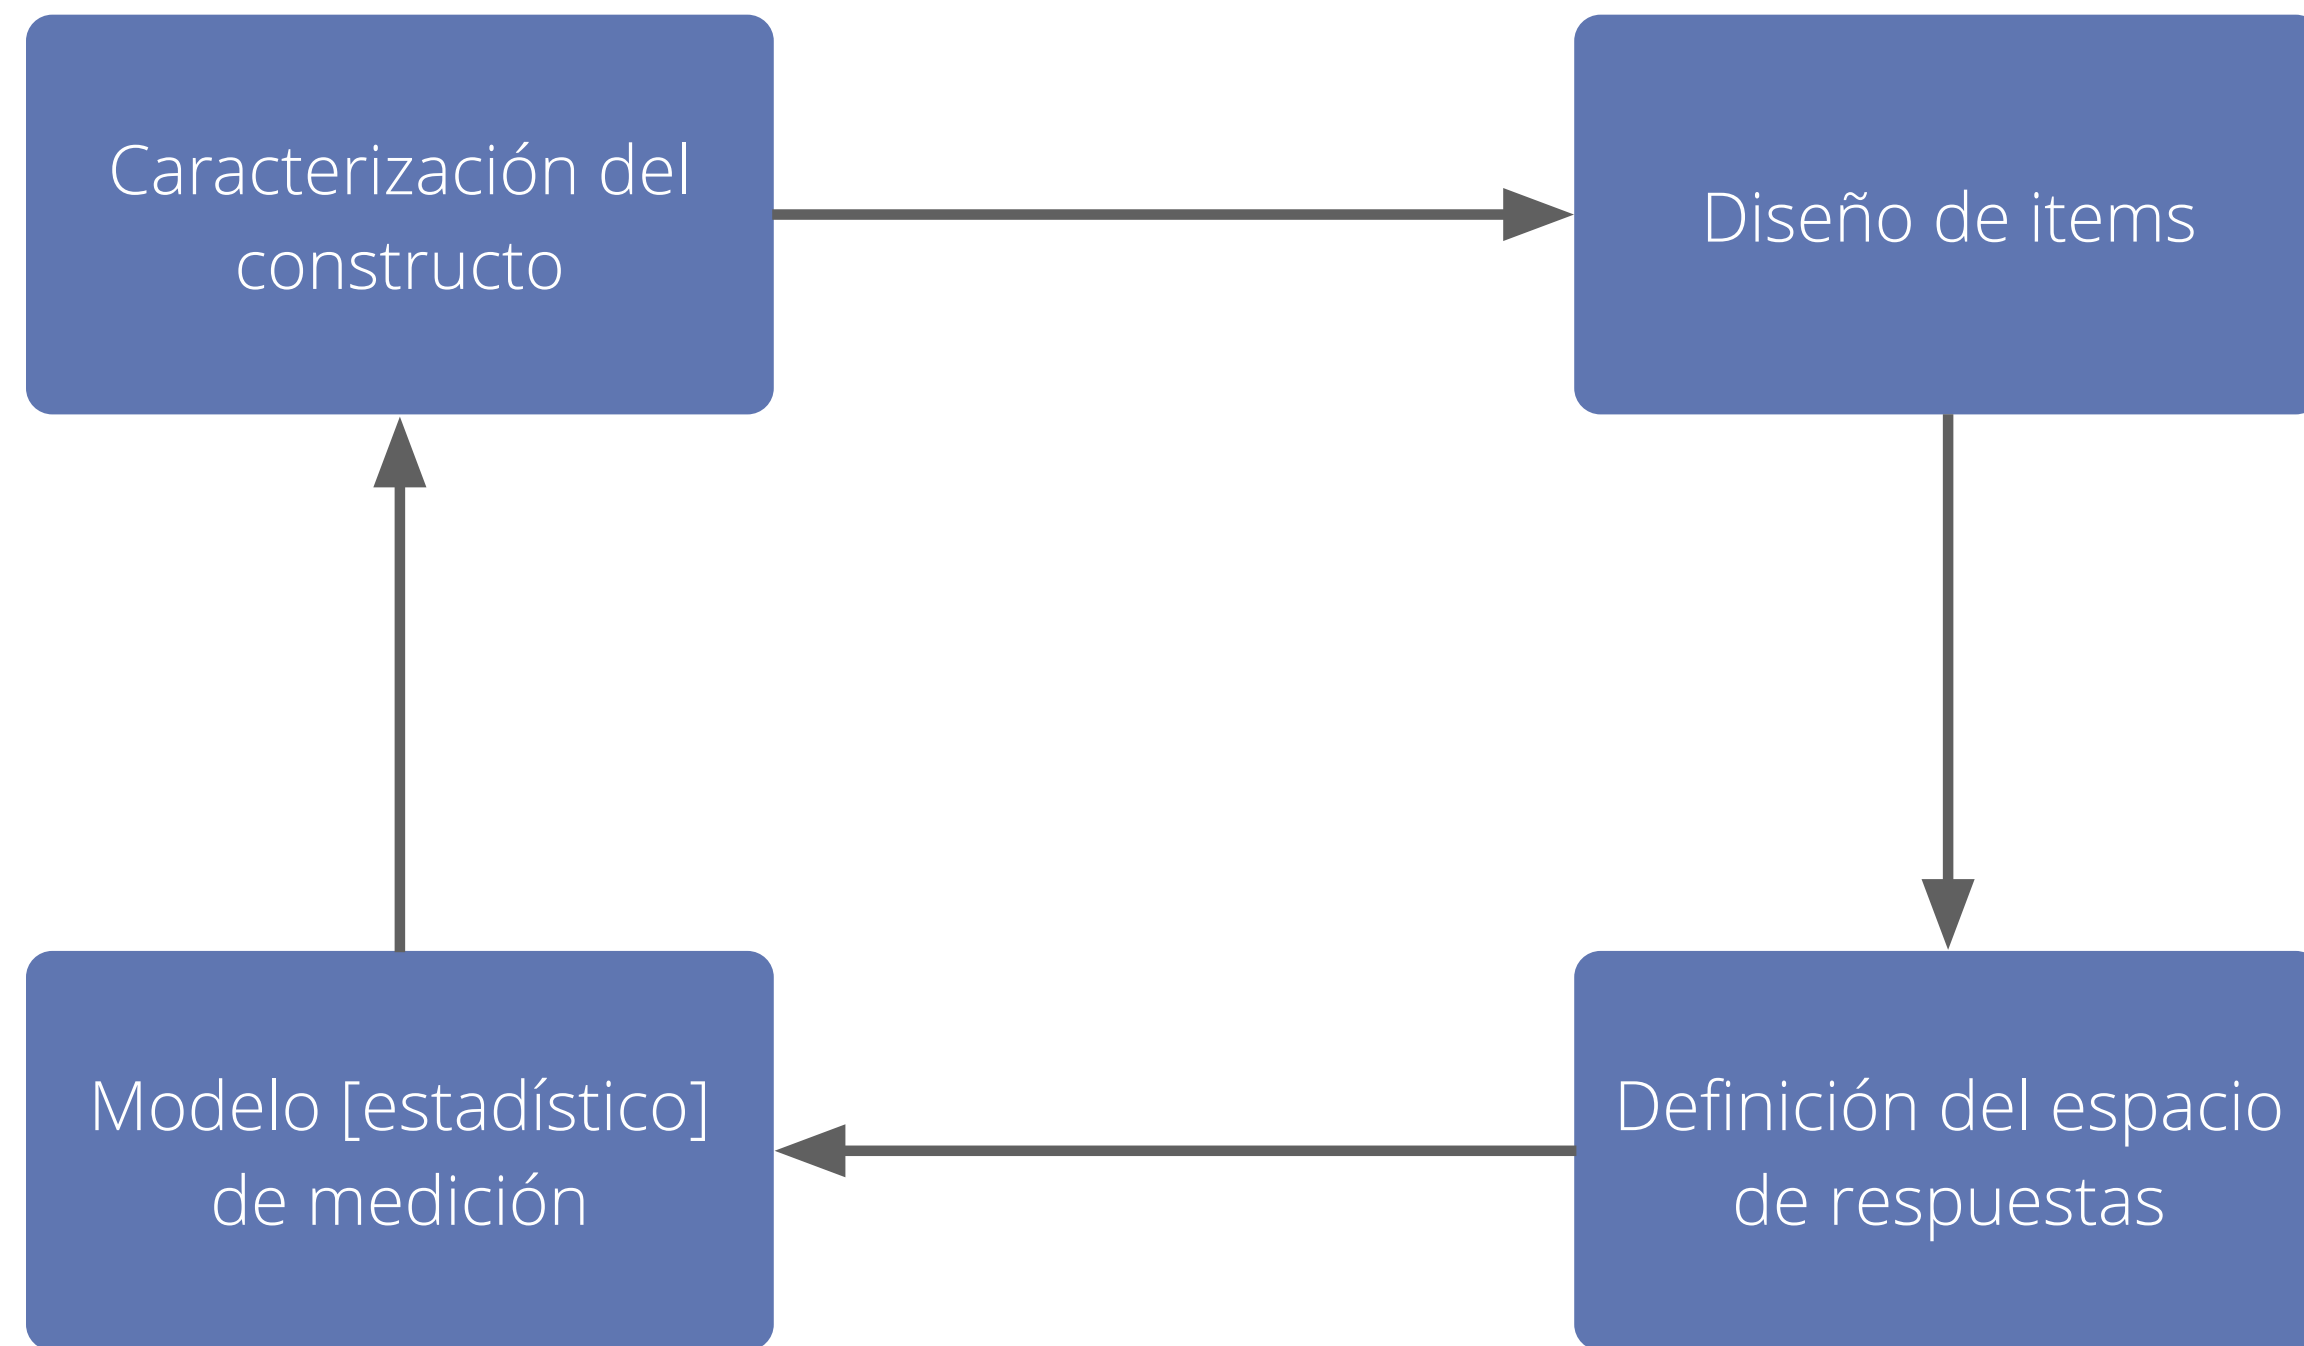 Caracterización del
constructo
Diseño de items
Modelo [estadístico]
de medición
Definición del espacio
de respuestas